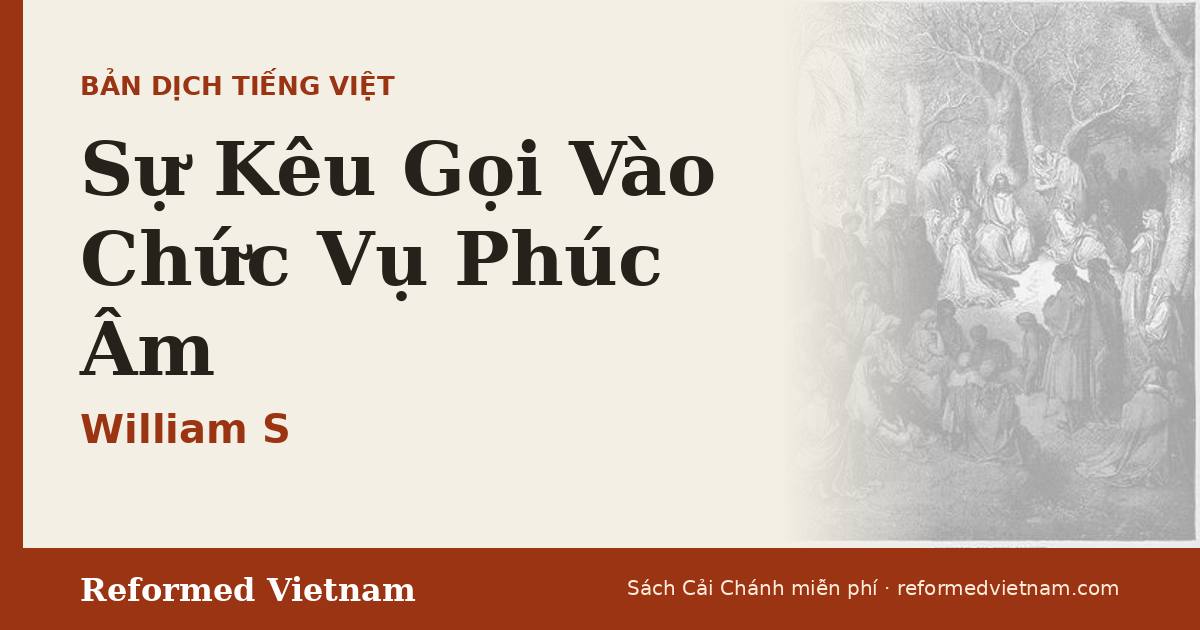 BẢN DỊCH TIẾNG VIỆT
Sự Kêu Gọi Vào
Chức Vụ Phúc
Âm
William S
Reformed Vietnam
Sách Cải Chánh miễn phí · reformedvietnam.com